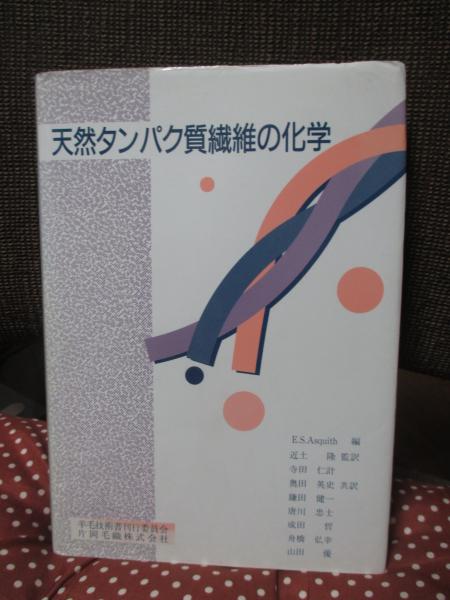 天然タンパク質繊維の化学
E.S.Asquith 編
近土 隆 監訳
寺田 仁計
奥田 英史 共訳
鎌田 健一
唐川 忠士
成田 哲
舟橋 弘幸
山田 優
羊毛技術書刊行委員会
片岡毛織株式会社